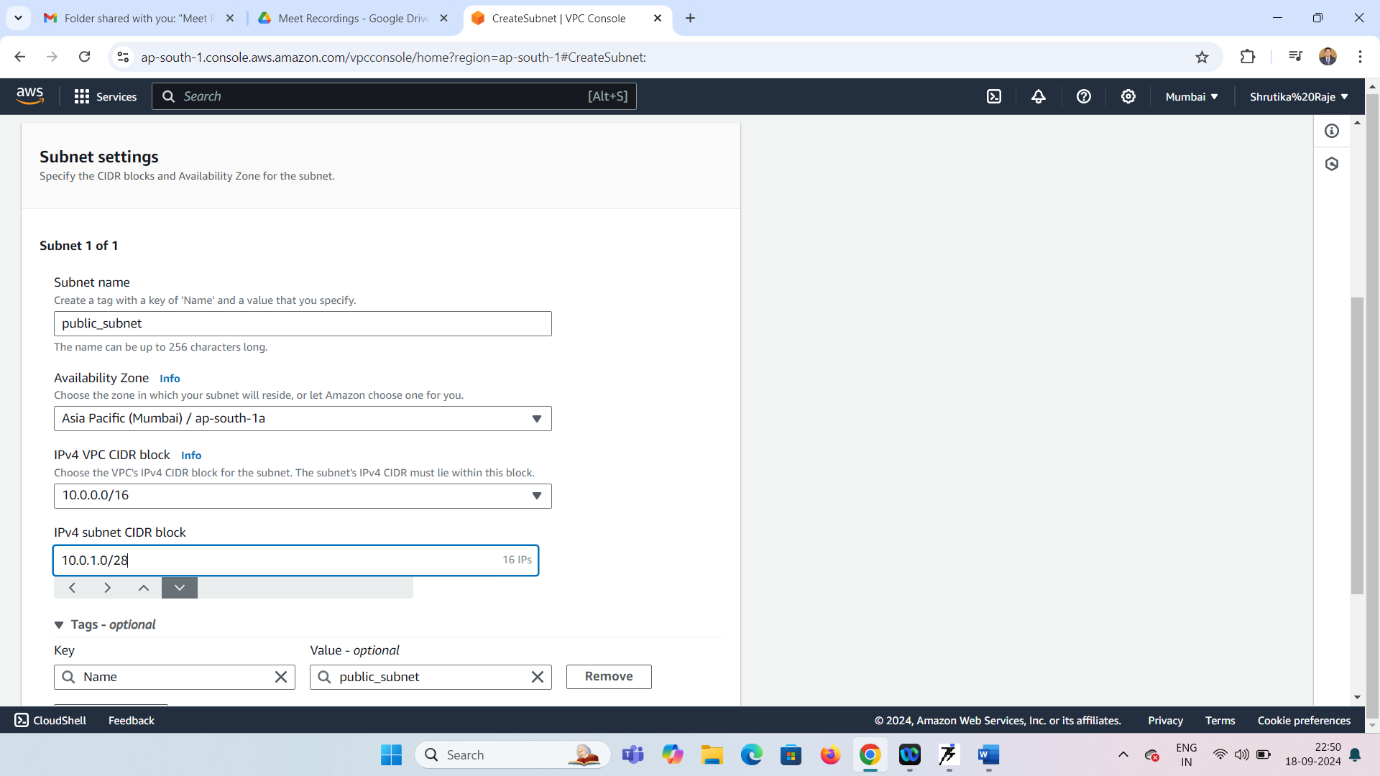 Folder shared with you: "Meet R
Meet Recordings - Google Drive
CreateSubnet | VPC Console
ap-south-1.console.aws.amazon.com/vpcconsole/home?region=ap-south-1#CreateSubnet:
aws
Services
Search
[Alt+S]
Mumbai
Shrutika%20Raje
Subnet settings
Specify the CIDR blocks and Availability Zone for the subnet.
Subnet 1 of 1
Subnet name
Create a tag with a key of 'Name' and a value that you specify.
public_subnet
The name can be up to 256 characters long.
Availability Zone Info
Choose the zone in which your subnet will reside, or let Amazon choose one for you.
Asia Pacific (Mumbai) / ap-south-1a
IPv4 VPC CIDR block Info
Choose the VPC's IPv4 CIDR block for the subnet. The subnet's IPv4 CIDR must lie within this block.
10.0.0.0/16
IPv4 subnet CIDR block
10.0.1.0/28 16 IPs
Tags - optional
Key Value - optional
Name public_subnet Remove
CloudShell Feedback © 2024, Amazon Web Services, Inc. or its affiliates. Privacy Terms Cookie preferences
Search
ENG
IN
22:50
18-09-2024